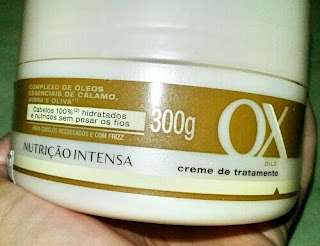 COMPLEXO DE ÓLEOS
ESSENCIAIS DE CÁLAMO,
MIRRA E OLIVA
Cabelos 100% hidratados
e nutridos sem pesar os fios
PARA CABELOS RESSECADOS E COM FRIZZ
NUTRIÇÃO INTENSA
300g
OX
OILS
creme de tratamento